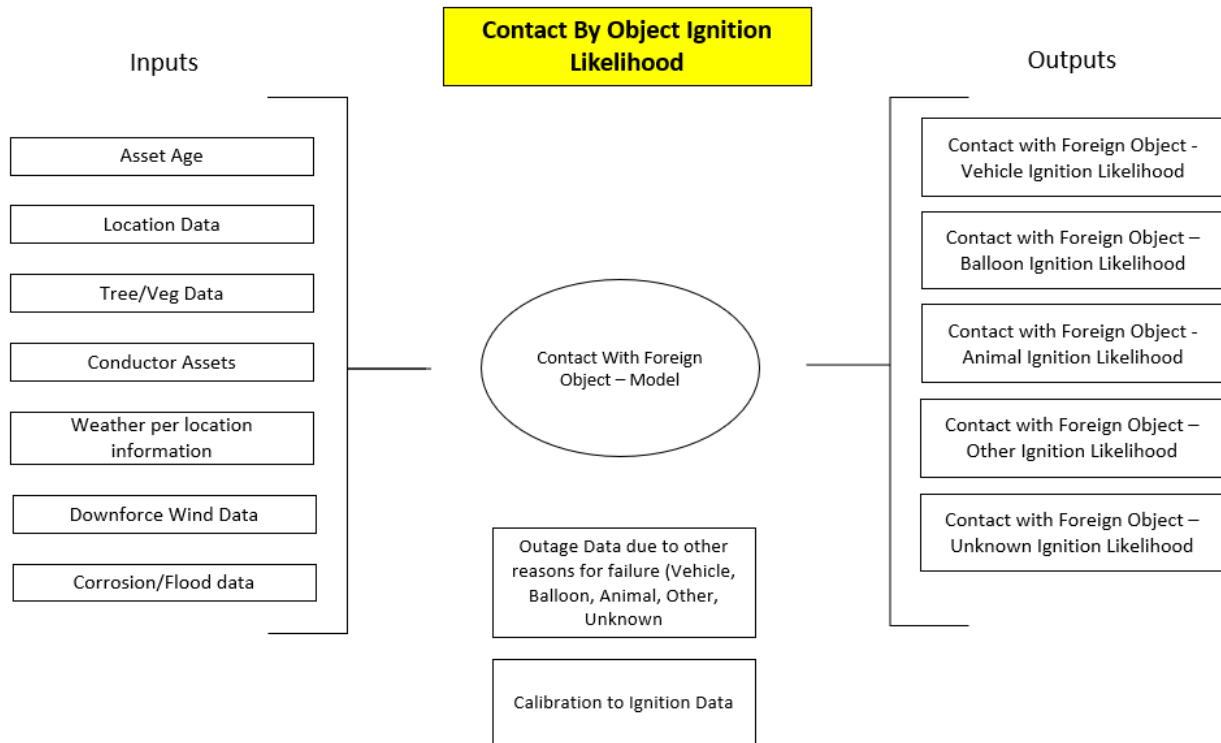 Contact By Object Ignition
Likelihood
Inputs
Outputs
Asset Age
Location Data
Tree/Veg Data
Conductor Assets
Weather per location
information
Downforce Wind Data
Corrosion/Flood data
Contact With Foreign
Object – Model
Outage Data due to other
reasons for failure (Vehicle,
Balloon, Animal, Other,
Unknown
Calibration to Ignition Data
Contact with Foreign Object -
Vehicle Ignition Likelihood
Contact with Foreign Object –
Balloon Ignition Likelihood
Contact with Foreign Object -
Animal Ignition Likelihood
Contact with Foreign Object –
Other Ignition Likelihood
Contact with Foreign Object –
Unknown Ignition Likelihood